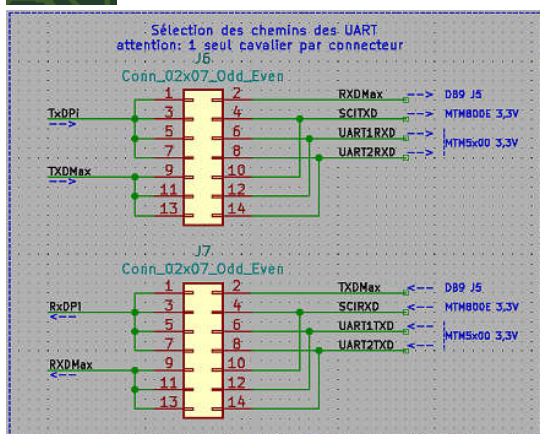 Sélection des chemins des UART
attention: 1 seul cavalier par connecteur
J6
Conn_02x07_Odd_Even
1 2 RXDMax --> DB9 J5
TxDPi --> 3 4 SCITXD --> MTM800E 3,3V
5 6 UART1RXD --> MTM5x00 3,3V
7 8 UART2RXD -->
TXDMax --> 9 10
11 12
13 14
J7
Conn_02x07_Odd_Even
1 2 TXDMax <-- DB9 J5
RxDPi <-- 3 4 SCIRXD <-- MTM800E 3,3V
5 6 UART1TXD <-- MTM5x00 3,3V
7 8 UART2TXD <--
RXDMax <-- 9 10
11 12
13 14